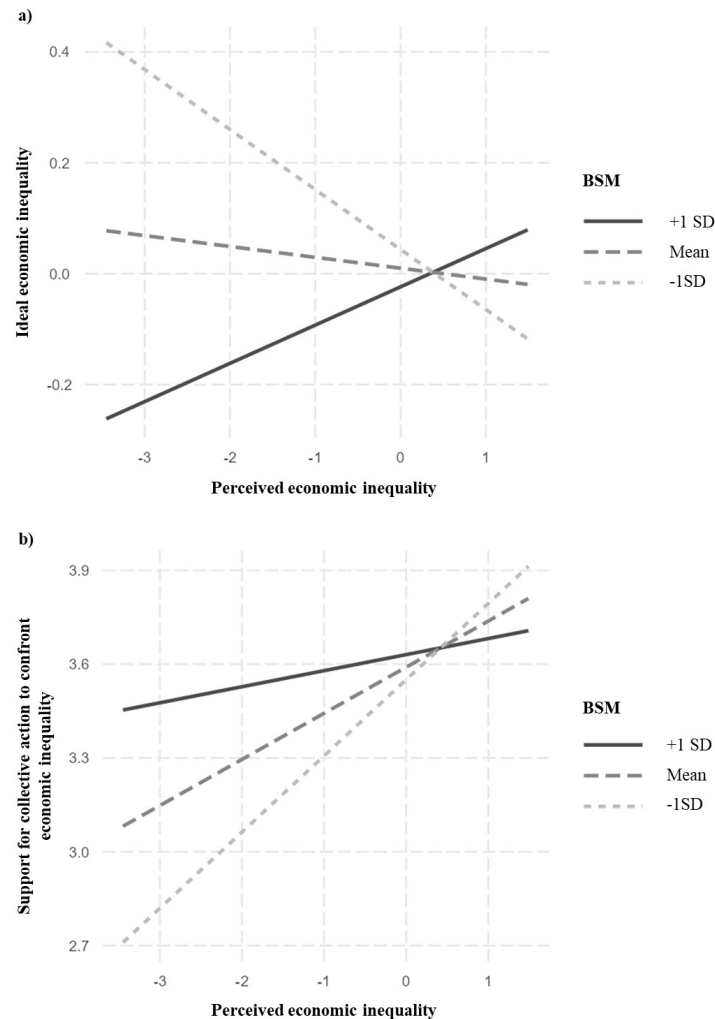 a)
0.4
0.2
0.0
-0.2
Ideal economic inequality
-3 -2 -1 0 1
Perceived economic inequality
BSM
+1 SD
Mean
-1SD
b)
3.9
3.6
3.3
3.0
2.7
Support for collective action to confront
economic inequality
-3 -2 -1 0 1
Perceived economic inequality
BSM
+1 SD
Mean
-1SD